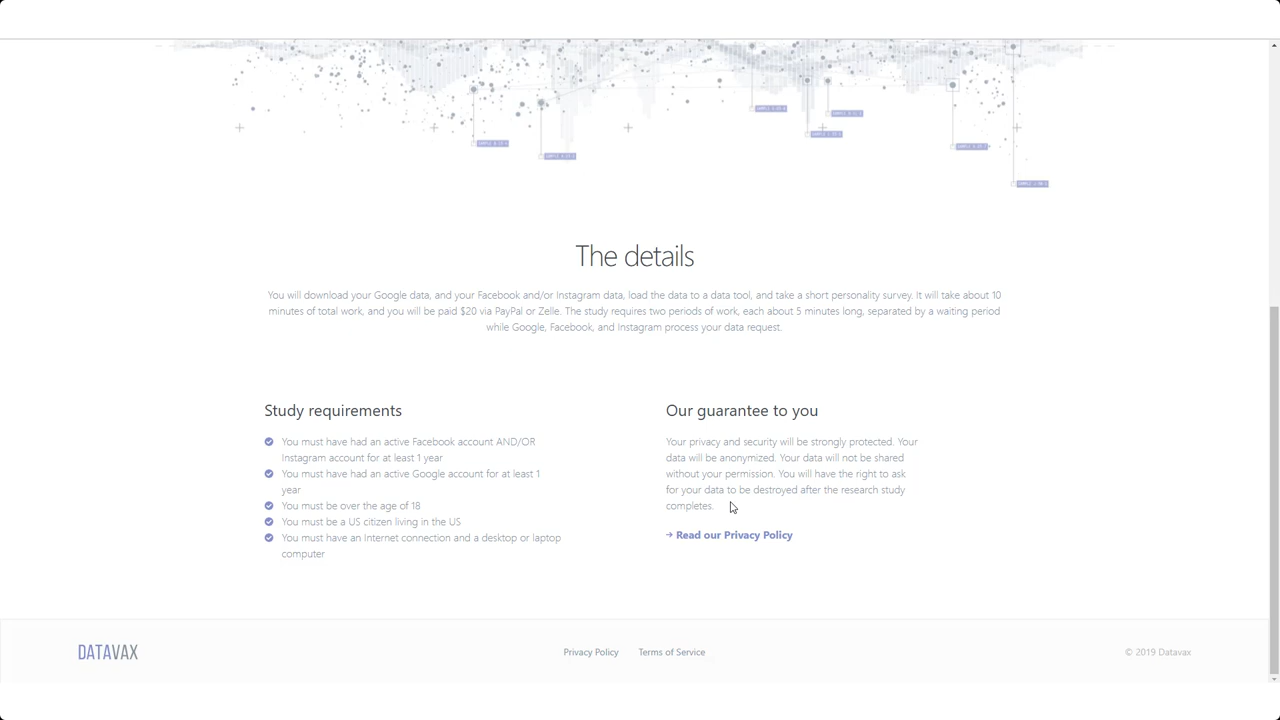 The details
You will download your Google data, and your Facebook and/or Instagram data, load the data to a data tool, and take a short personality survey. It will take about 10
minutes of total work, and you will be paid $20 via PayPal or Zelle. The study requires two periods of work, each about 5 minutes long, separated by a waiting period
while Google, Facebook, and Instagram process your data request.
Study requirements
You must have had an active Facebook account AND/OR
Instagram account for at least 1 year
You must have had an active Google account for at least 1
year
You must be over the age of 18
You must be a US citizen living in the US
You must have an Internet connection and a desktop or laptop
computer
Our guarantee to you
Your privacy and security will be strongly protected. Your
data will be anonymized. Your data will not be shared
without your permission. You will have the right to ask
for your data to be destroyed after the research study
completes.
Read our Privacy Policy
DATAVAX
Privacy Policy
Terms of Service
© 2019 Datavax